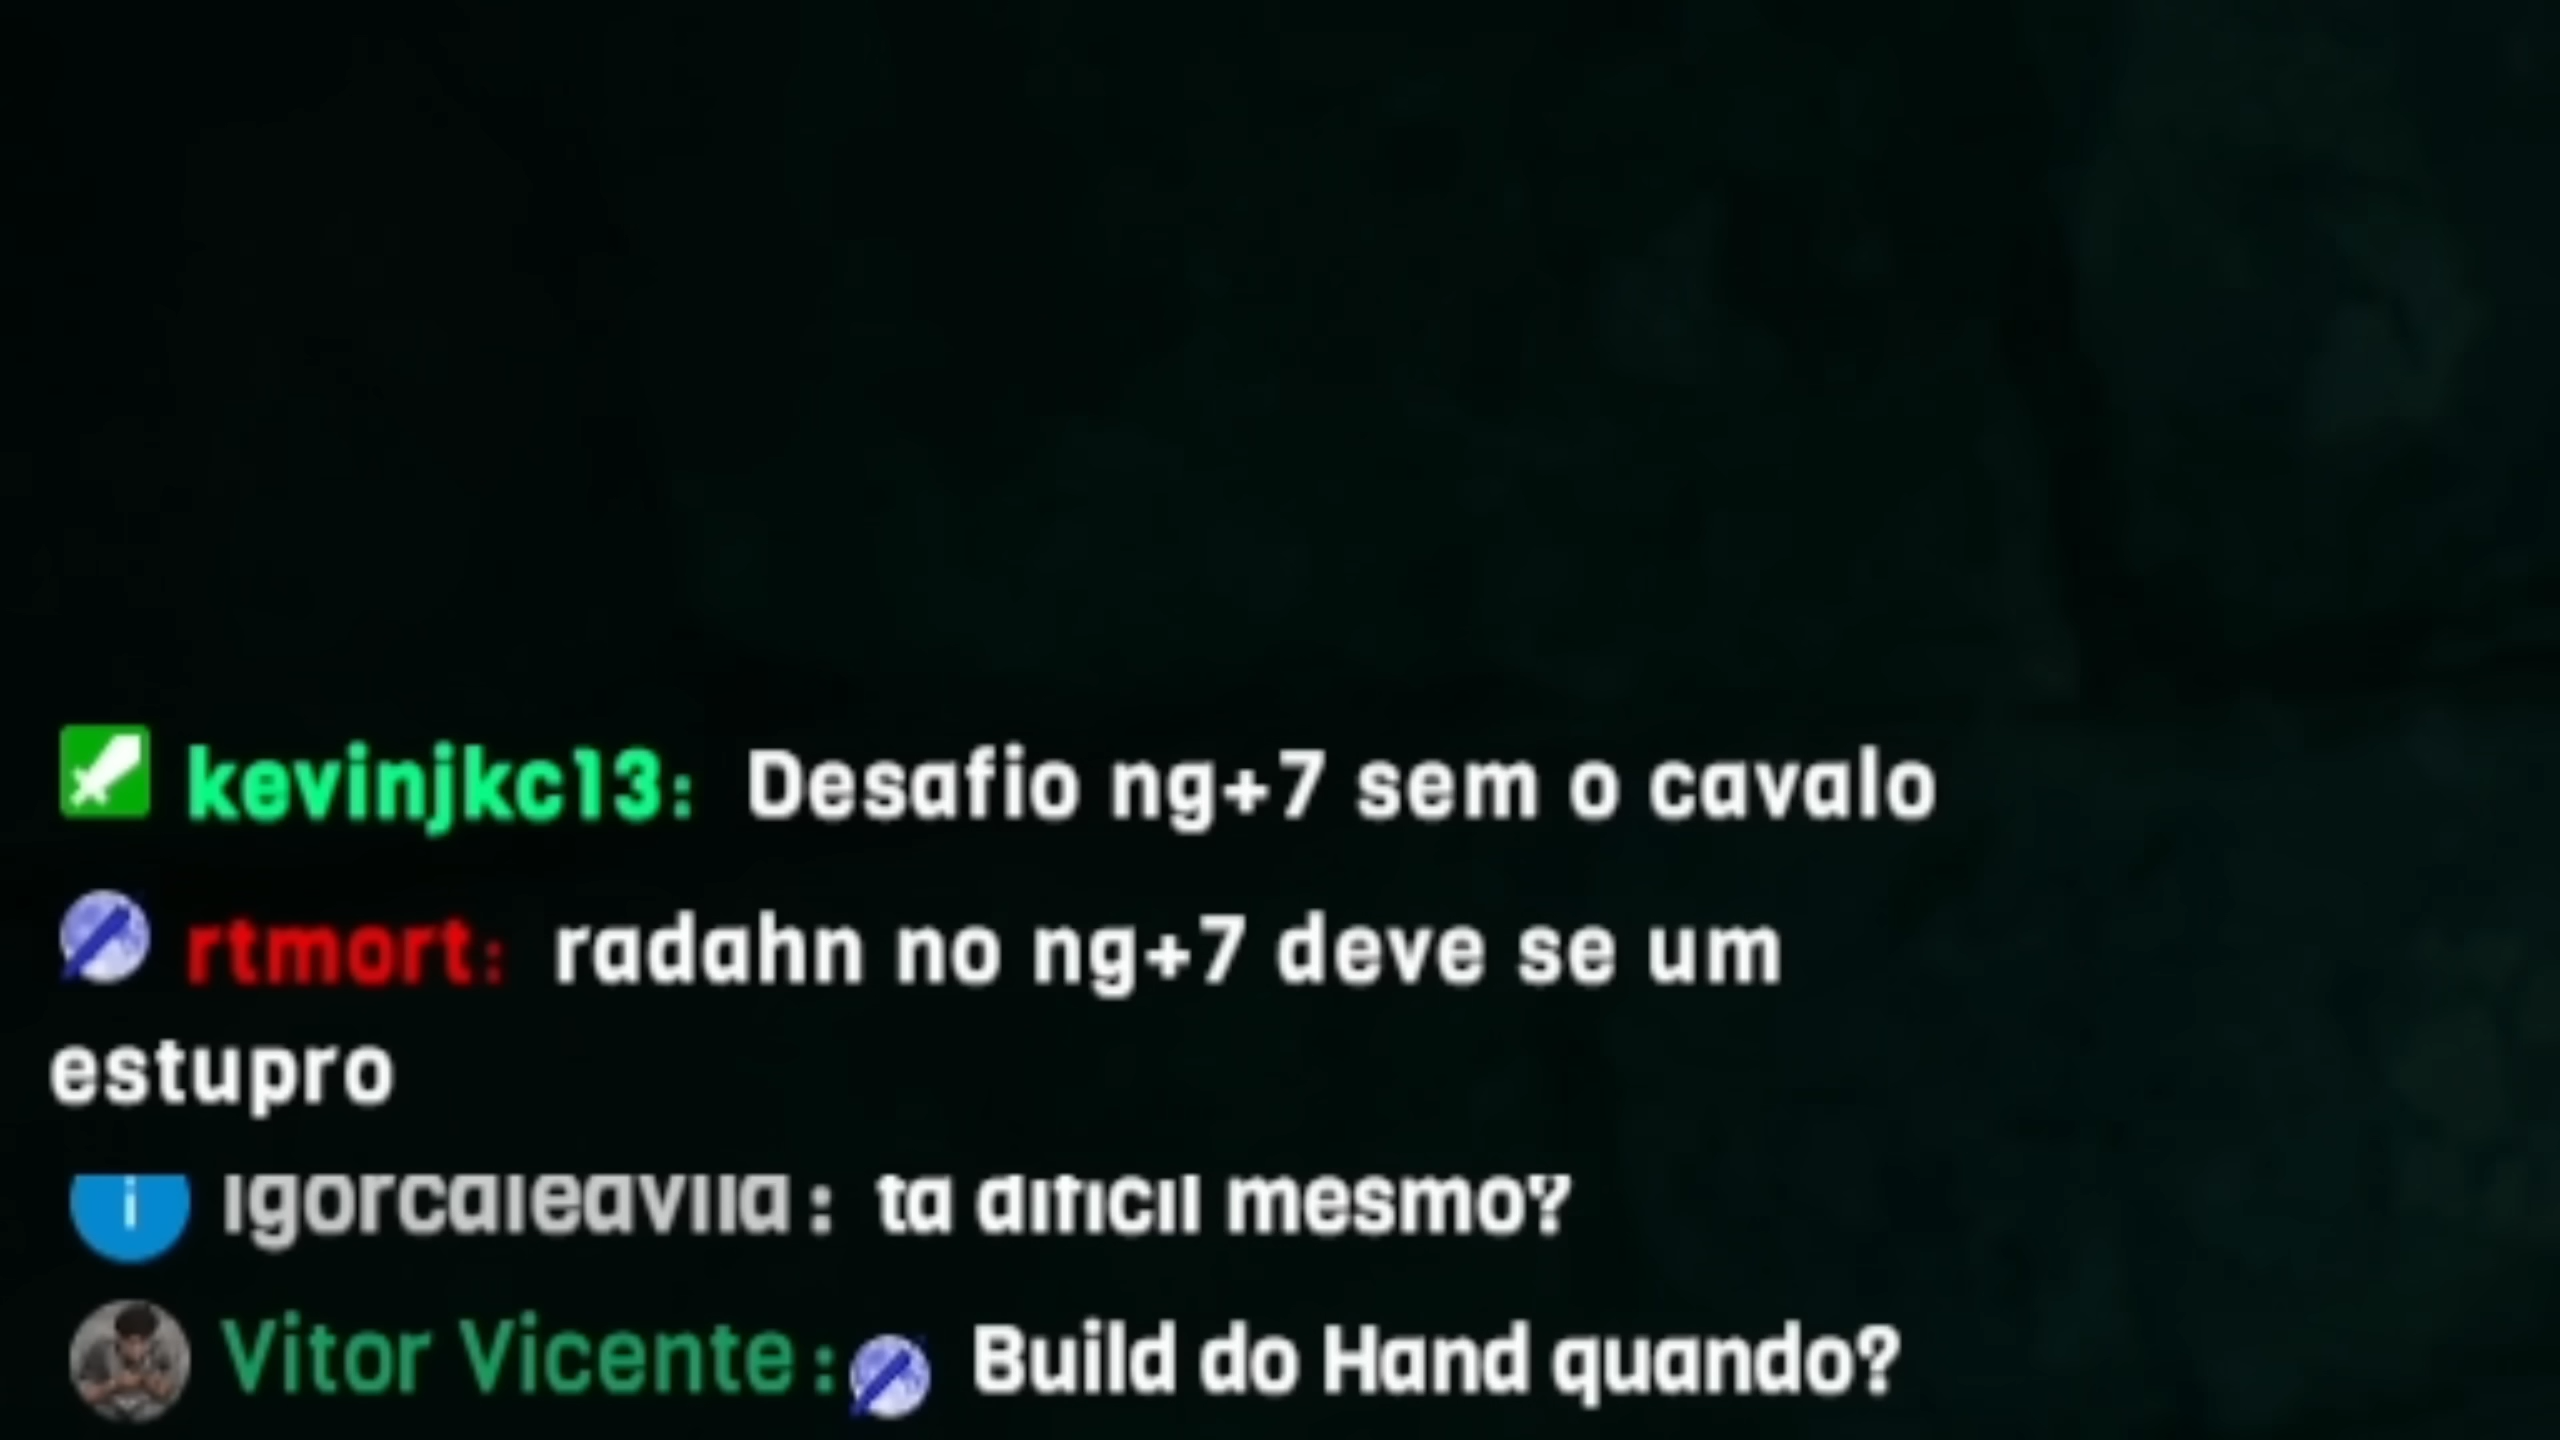 kevinjkc13: Desafio ng+7 sem o cavalo
rtmort: radahn no ng+7 deve se um
estupro
i igorcaleavila: ta dificil mesmo?
Vitor Vicente: Build do Hand quando?